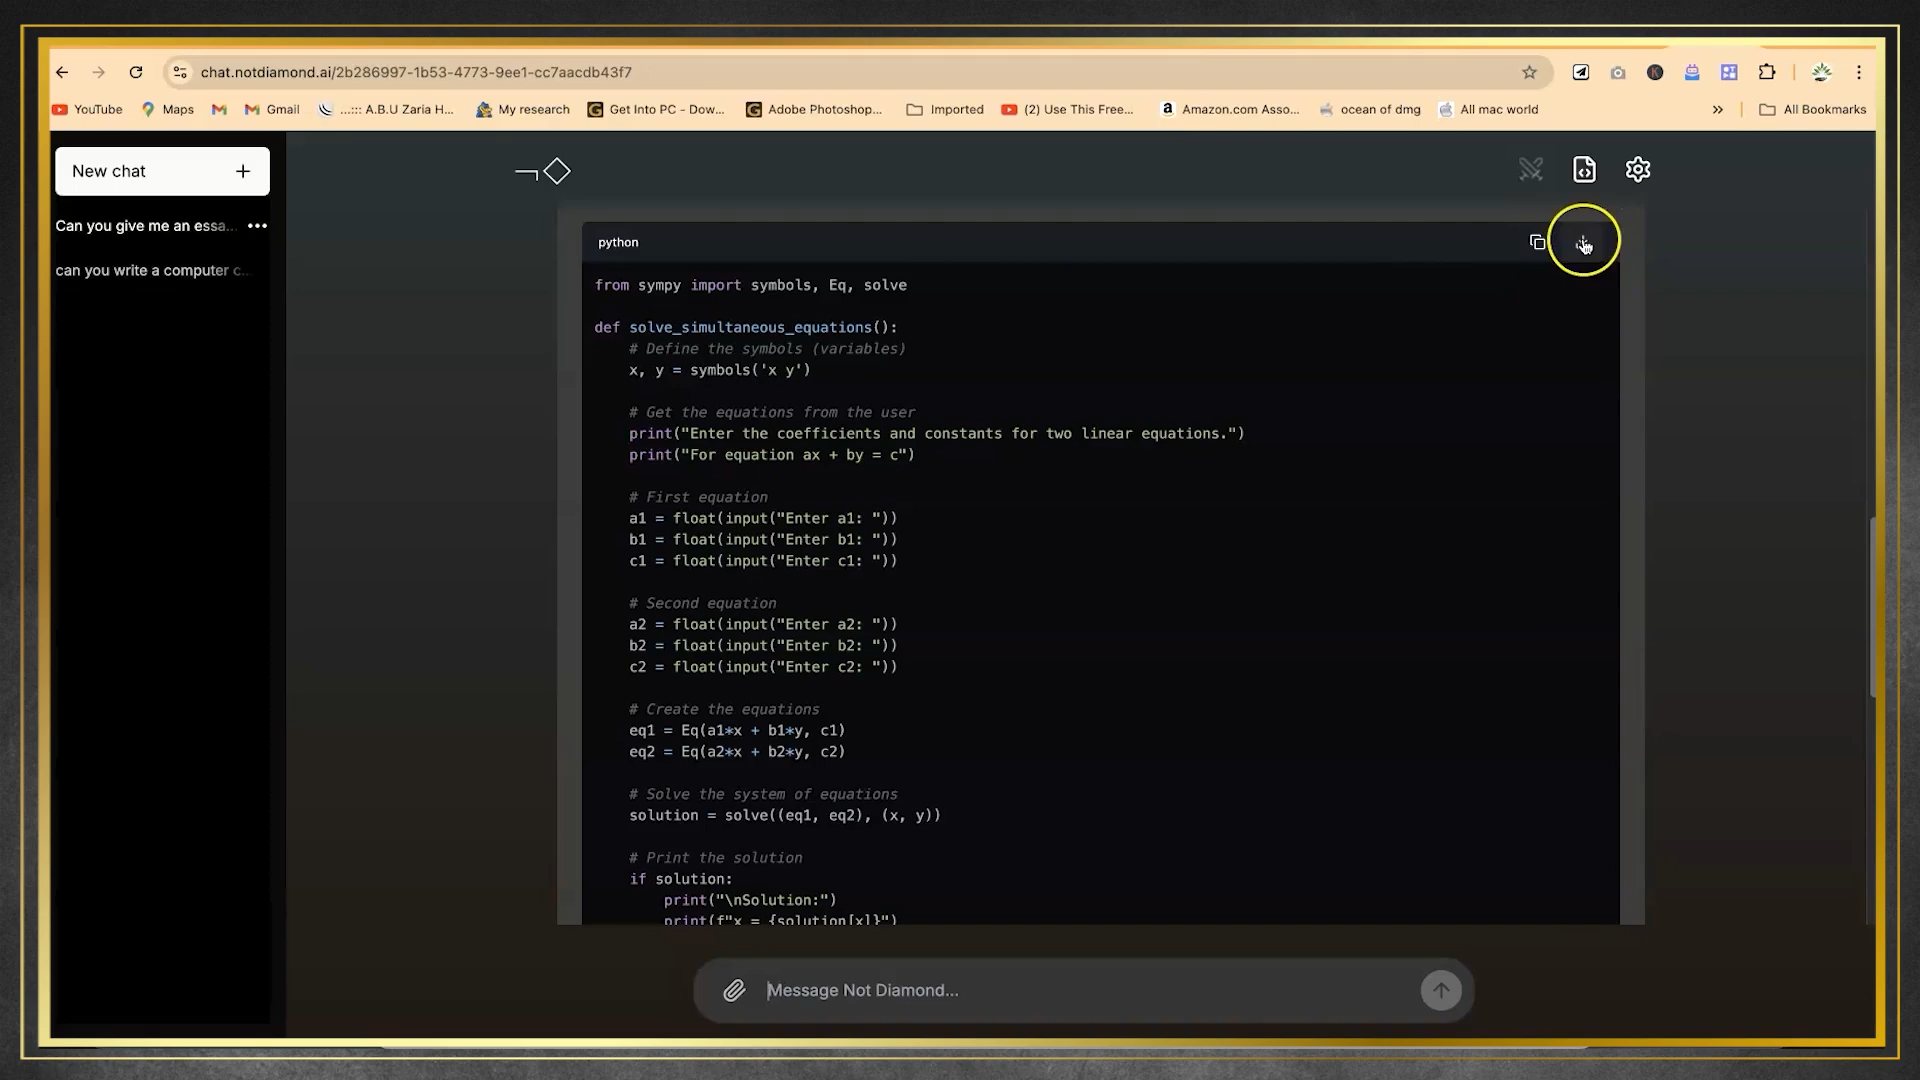 chat.notdiamond.ai/2b286997-1b53-4773-9ee1-cc7aacdb43f7
YouTube Maps Gmail ...::: A.B.U Zaria H... My research Get Into PC - Dow... Adobe Photoshop... Imported (2) Use This Free... Amazon.com Asso... ocean of dmg All mac world » All Bookmarks
New chat +
Can you give me an essa... •••
can you write a computer c...
python
from sympy import symbols, Eq, solve
def solve_simultaneous_equations():
# Define the symbols (variables)
x, y = symbols('x y')
# Get the equations from the user
print("Enter the coefficients and constants for two linear equations.")
print("For equation ax + by = c")
# First equation
a1 = float(input("Enter a1: "))
b1 = float(input("Enter b1: "))
c1 = float(input("Enter c1: "))
# Second equation
a2 = float(input("Enter a2: "))
b2 = float(input("Enter b2: "))
c2 = float(input("Enter c2: "))
# Create the equations
eq1 = Eq(a1*x + b1*y, c1)
eq2 = Eq(a2*x + b2*y, c2)
# Solve the system of equations
solution = solve((eq1, eq2), (x, y))
# Print the solution
if solution:
print("\nSolution:")
print(f"x = {solution[x]}")
Message Not Diamond...